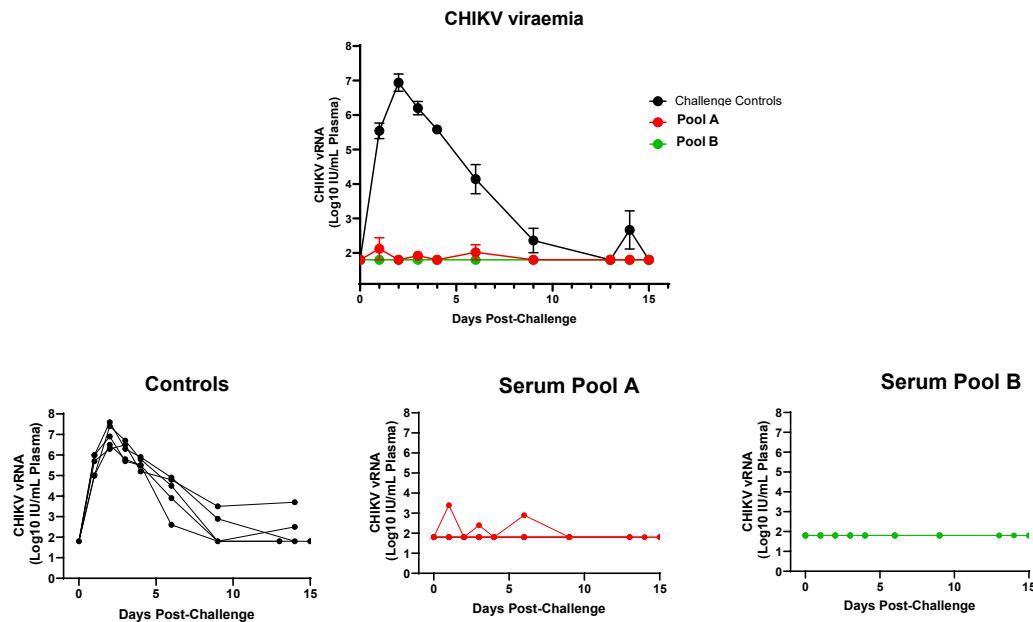 CHIKV viraemia
8
7
6
5
4
3
2
CHIKV vRNA
(Log10 IU/mL Plasma)
0 5 10 15
Days Post-Challenge
Challenge Controls
Pool A
Pool B
Controls
8
7
6
5
4
3
2
1
0
CHIKV vRNA
(Log10 IU/mL Plasma)
0 5 10 15
Days Post-Challenge
Serum Pool A
8
7
6
5
4
3
2
1
0
CHIKV vRNA
(Log10 IU/mL Plasma)
0 5 10 15
Days Post-Challenge
Serum Pool B
8
7
6
5
4
3
2
1
0
CHIKV vRNA
(Log10 IU/mL Plasma)
0 5 10 15
Days Post-Challenge